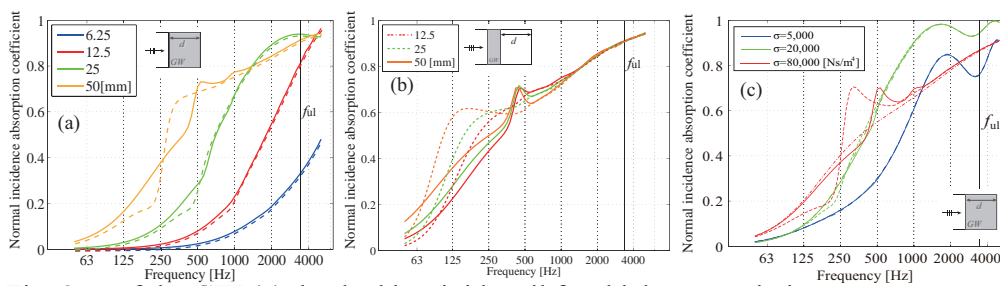 Normal incidence absorption coefficient
1
0.8
0.6
0.4
0.2
0
6.25
12.5
25
50[mm]
d
GW
(a)
f ul
63 125 250 500 1000 2000 4000
Frequency [Hz]
Normal incidence absorption coefficient
1
0.8
0.6
0.4
0.2
0
12.5
25
50 [mm]
d
GW
(b)
f ul
63 125 250 500 1000 2000 4000
Frequency [Hz]
Normal incidence absorption coefficient
1
0.8
0.6
0.4
0.2
0
σ=5,000
σ=20,000
σ=80,000 [Ns/m⁴]
(c)
f ul
d
GW
63 125 250 500 1000 2000 4000
Frequency [Hz]